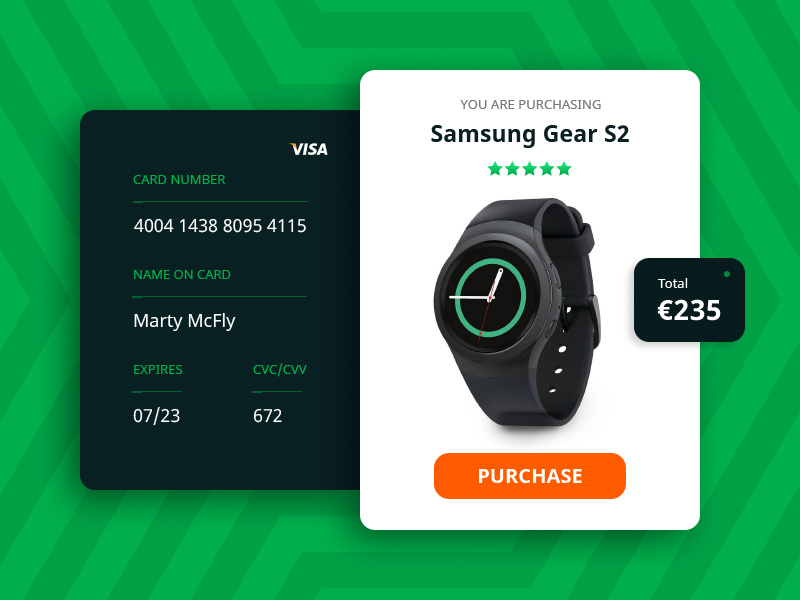 VISA
CARD NUMBER
4004 1438 8095 4115
NAME ON CARD
Marty McFly
EXPIRES CVC/CVV
07/23 672
YOU ARE PURCHASING
Samsung Gear S2
Total
€235
PURCHASE